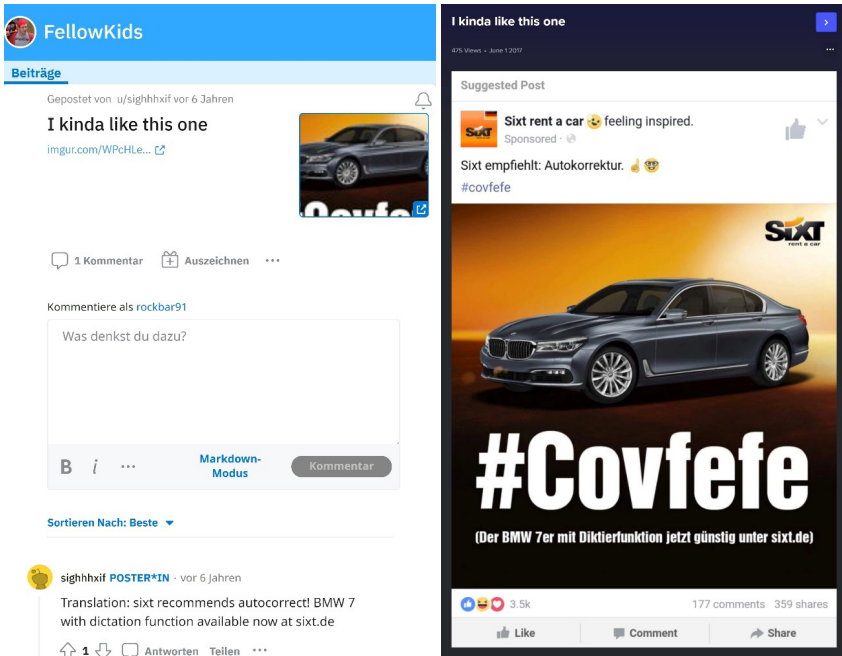 FellowKids
Beiträge
Gepostet von u/sighhhxif vor 6 Jahren
I kinda like this one
imgur.com/WPcHLe...
Covfe
1 Kommentar
Auszeichnen
Kommentiere als rockbar91
Was denkst du dazu?
B i
Markdown-
Modus
Kommentar
Sortieren Nach: Beste
sighhhxif POSTER*IN · vor 6 Jahren
Translation: sixt recommends autocorrect! BMW 7
with dictation function available now at sixt.de
1 Antworten Teilen
I kinda like this one
475 Views • June 1 2017
Suggested Post
SIXT
Sixt rent a car 🤪 feeling inspired.
Sponsored ·
Sixt empfiehlt: Autokorrektur. ☝️🤓
#covfefe
SIXT
rent a car
#Covfefe
(Der BMW 7er mit Diktierfunktion jetzt günstig unter sixt.de)
3.5k
177 comments 359 shares
Like Comment Share